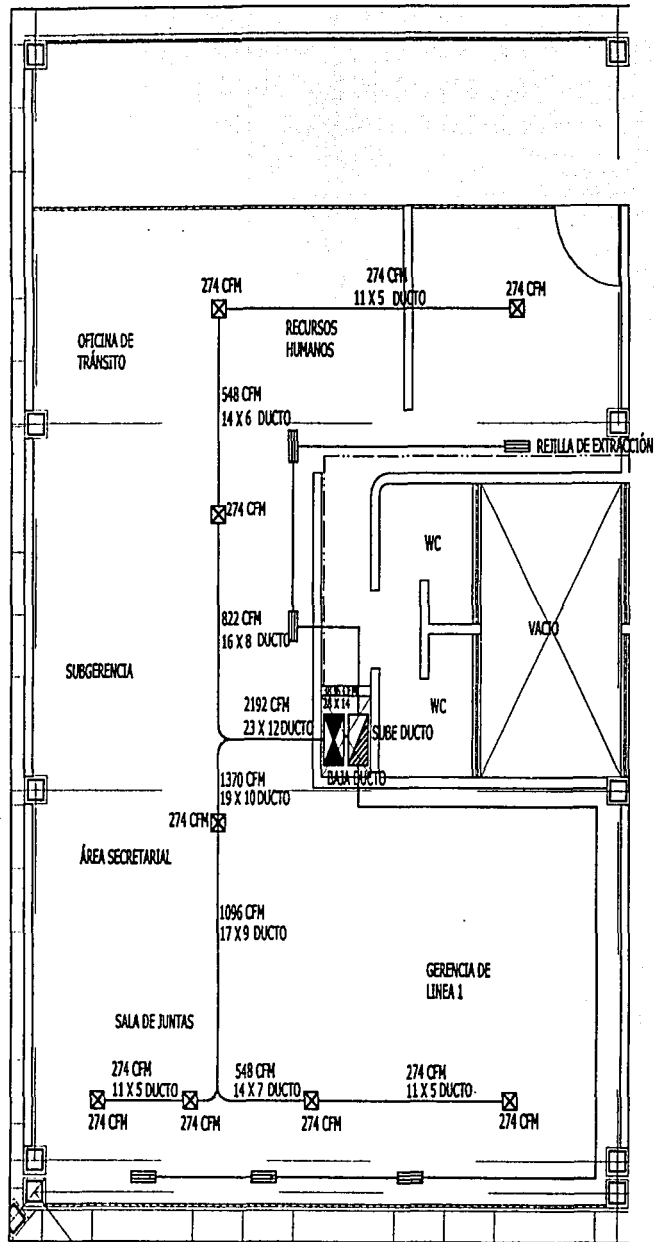 274 CFM
274 CFM
11 X 5 DUCTO
274 CFM
RECURSOS
HUMANOS
OFICINA DE
TRÁNSITO
548 CFM
14 X 6 DUCTO
REJILLA DE EXTRACCIÓN
274 CFM
WC
822 CFM
16 X 8 DUCTO
VACIO
SUBGERENCIA
2192 CFM
23 X 12 DUCTO
28 X 14
WC
SUBE DUCTO
BAJA DUCTO
1370 CFM
19 X 10 DUCTO
274 CFM
ÁREA SECRETARIAL
1096 CFM
17 X 9 DUCTO
GERENCIA DE
LINEA 1
SALA DE JUNTAS
274 CFM
11 X 5 DUCTO
548 CFM
14 X 7 DUCTO
274 CFM
11 X 5 DUCTO
274 CFM
274 CFM
274 CFM
274 CFM